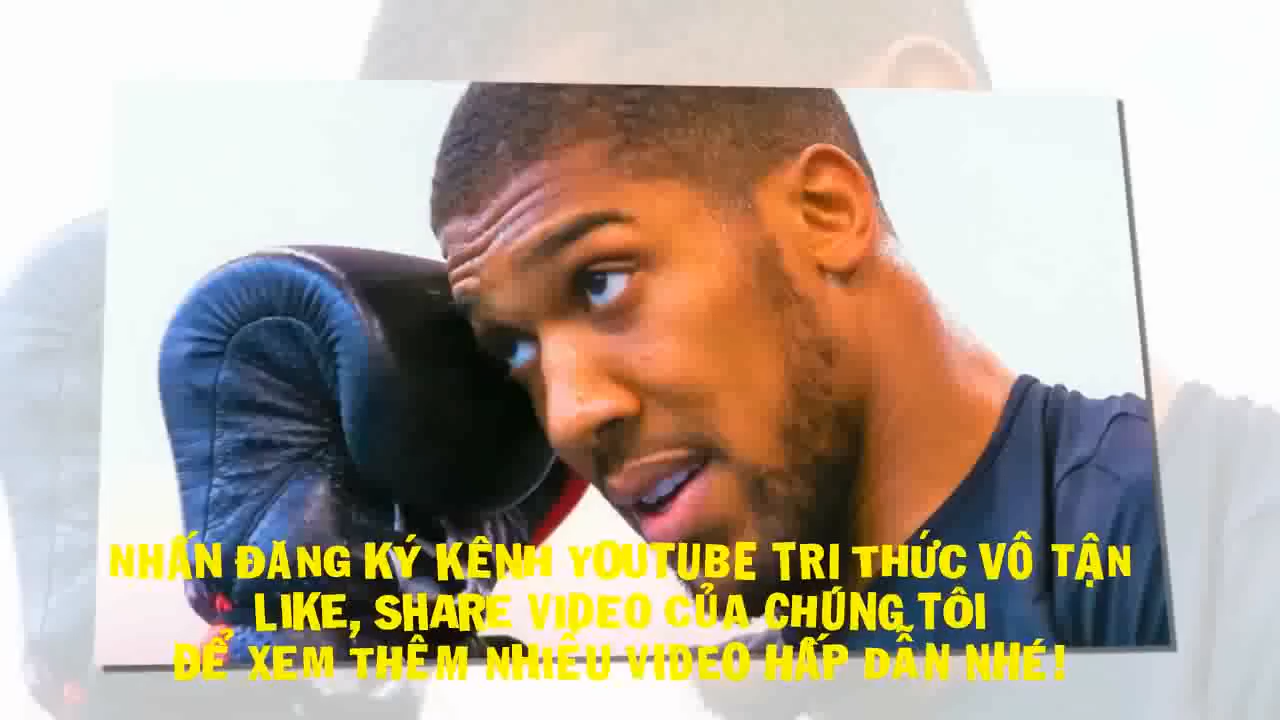 NHẤN ĐĂNG KÝ KÊNH YOUTUBE TRI THỨC VÔ TẬN
LIKE, SHARE VIDEO CỦA CHÚNG TÔI
ĐỂ XEM THÊM NHIỀU VIDEO HẤP DẪN NHÉ!